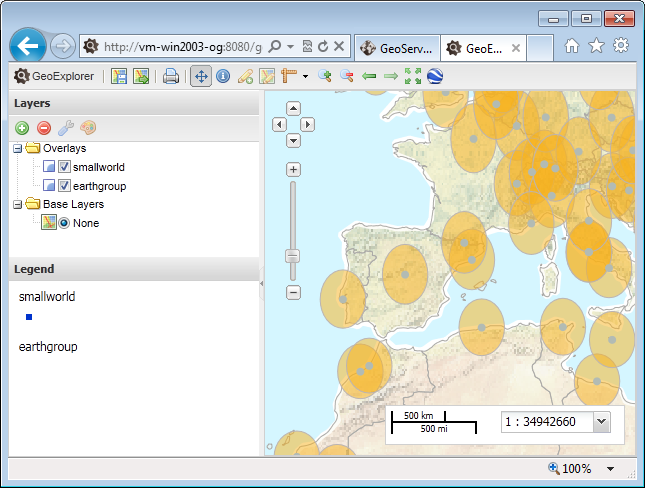 http://vm-win2003-og:8080/g
GeoServ...
GeoE...
GeoExplorer
Layers
Overlays
smallworld
earthgroup
Base Layers
None
Legend
smallworld
earthgroup
500 km
500 mi
1 : 34942660
100%